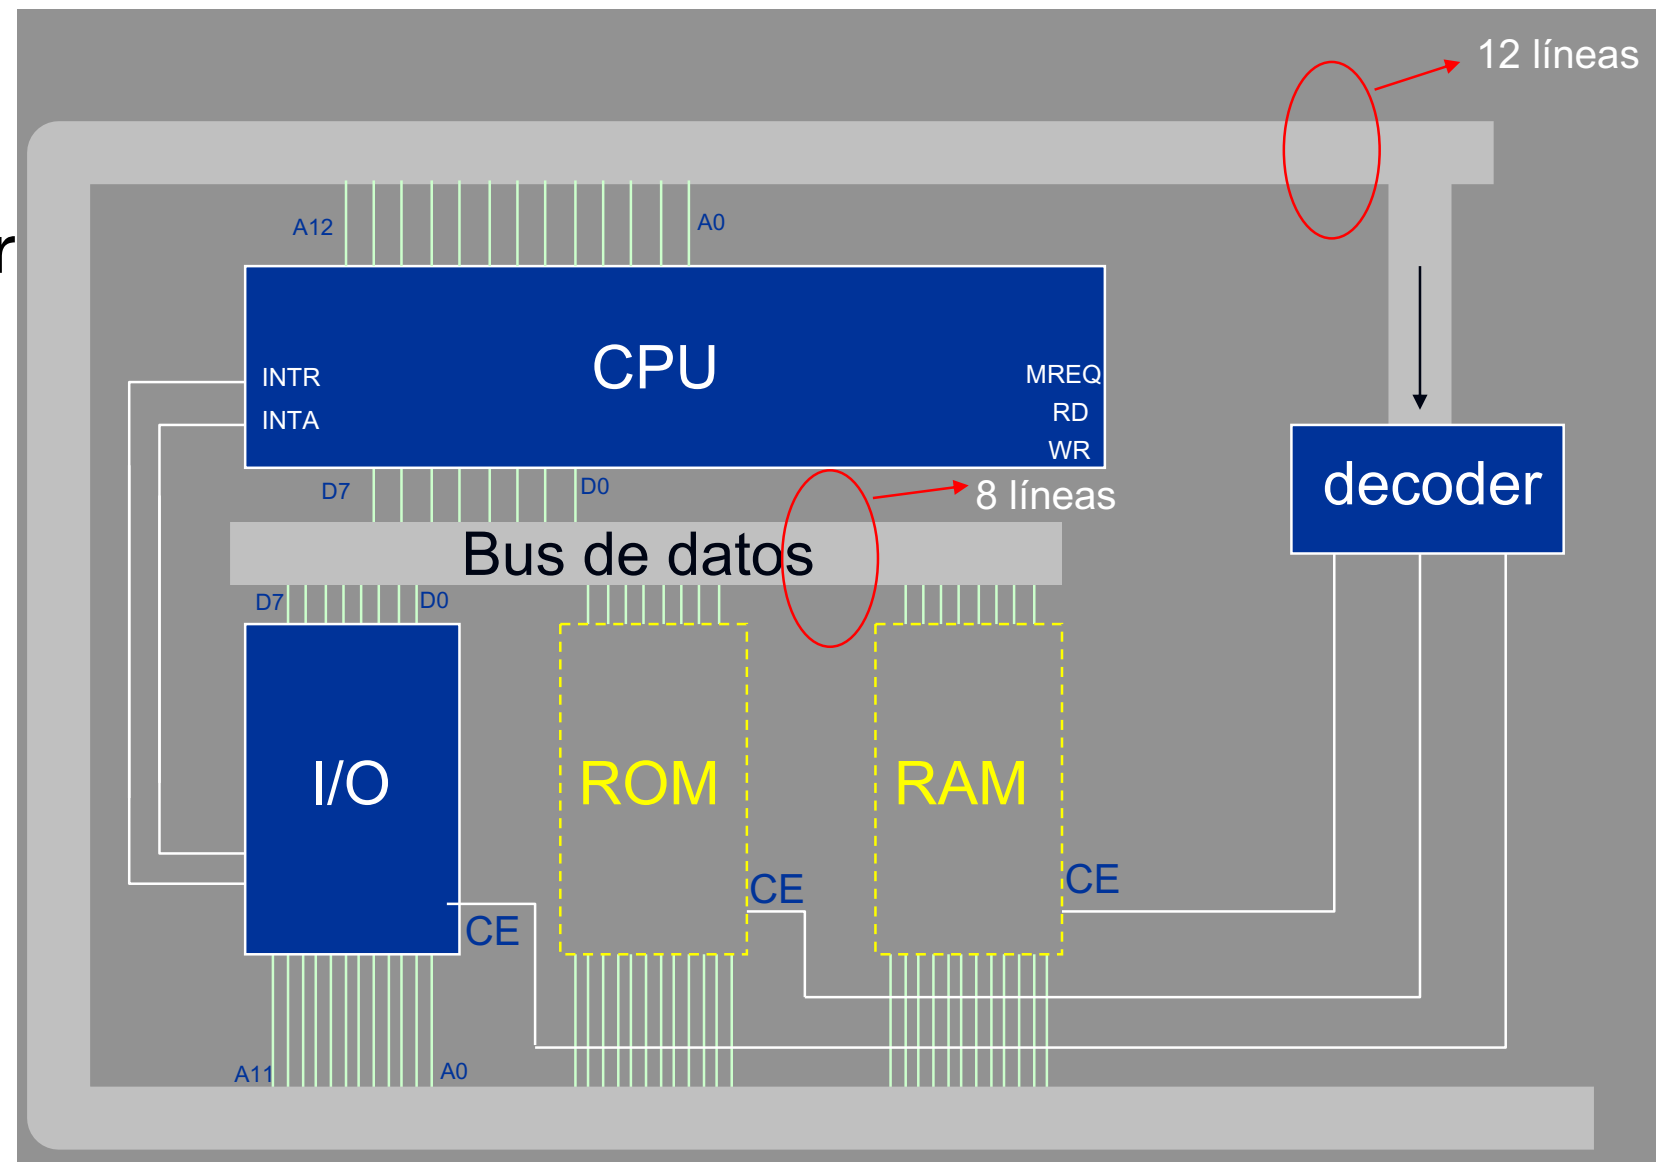 12 líneas
r
A12
A0
CPU
INTR
MREQ
INTA
RD
WR
decoder
D7
D0
8 líneas
Bus de datos
D7
D0
I/O
ROM
RAM
CE
CE
CE
A11
A0